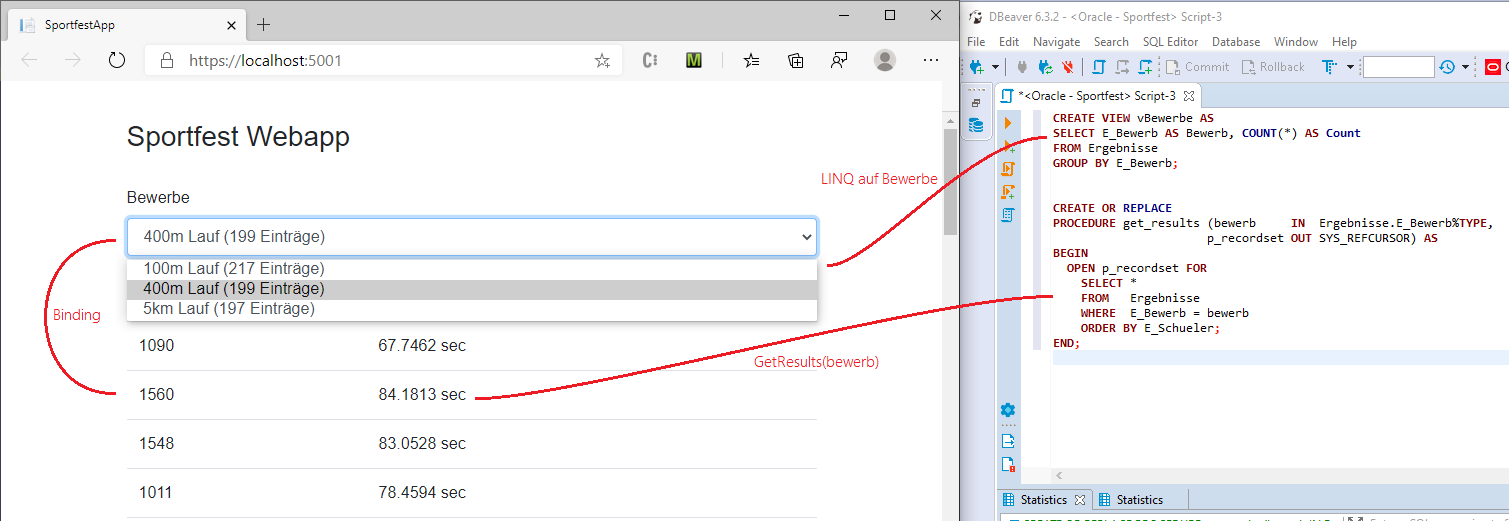 SportfestApp
https://localhost:5001
Sportfest Webapp
Bewerbe
400m Lauf (199 Einträge)
100m Lauf (217 Einträge)
400m Lauf (199 Einträge)
5km Lauf (197 Einträge)
1090 67.7462 sec
1560 84.1813 sec
1548 83.0528 sec
1011 78.4594 sec
Binding
LINQ auf Bewerbe
GetResults(bewerb)
DBeaver 6.3.2 - <Oracle - Sportfest> Script-3
File Edit Navigate Search SQL Editor Database Window Help
Commit Rollback
*<Oracle - Sportfest> Script-3
CREATE VIEW vBewerbe AS
SELECT E_Bewerb AS Bewerb, COUNT(*) AS Count
FROM Ergebnisse
GROUP BY E_Bewerb;
CREATE OR REPLACE
PROCEDURE get_results (bewerb IN Ergebnisse.E_Bewerb%TYPE,
p_recordset OUT SYS_REFCURSOR) AS
BEGIN
OPEN p_recordset FOR
SELECT *
FROM Ergebnisse
WHERE E_Bewerb = bewerb
ORDER BY E_Schueler;
END;
Statistics Statistics